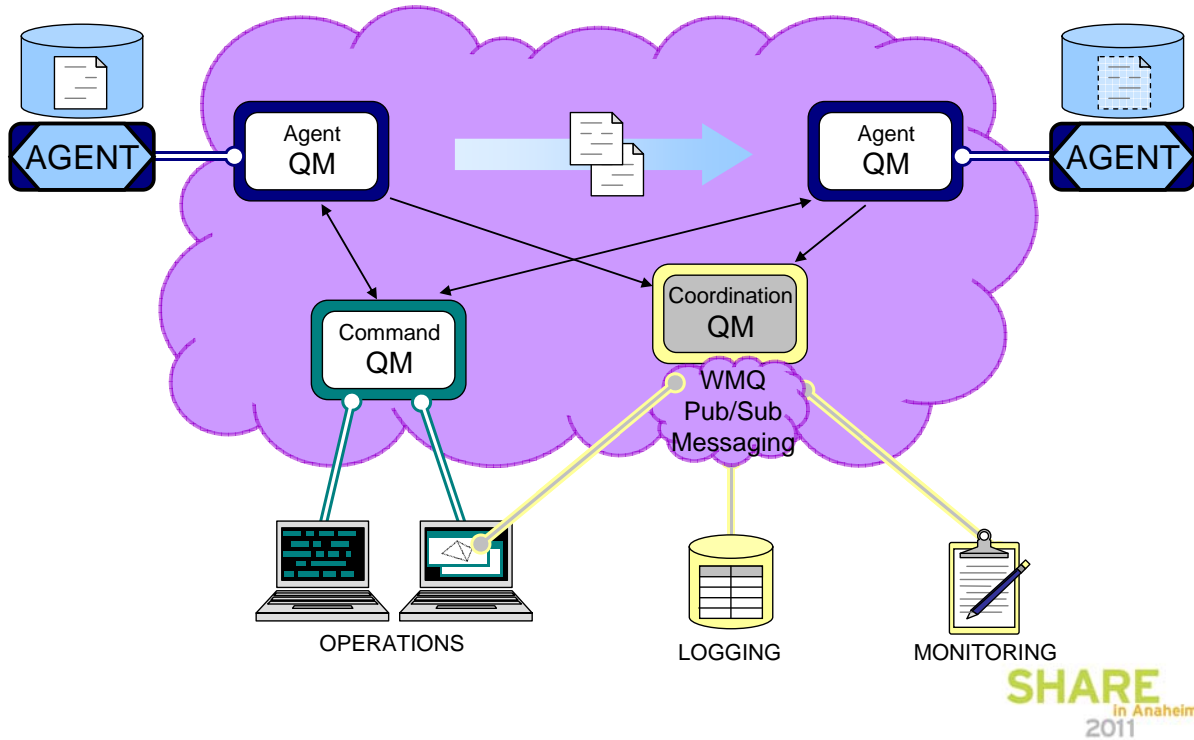 AGENT
Agent
QM
Agent
QM
AGENT
Command
QM
Coordination
QM
WMQ
Pub/Sub
Messaging
OPERATIONS
LOGGING
MONITORING
SHARE
in Anaheim
2011